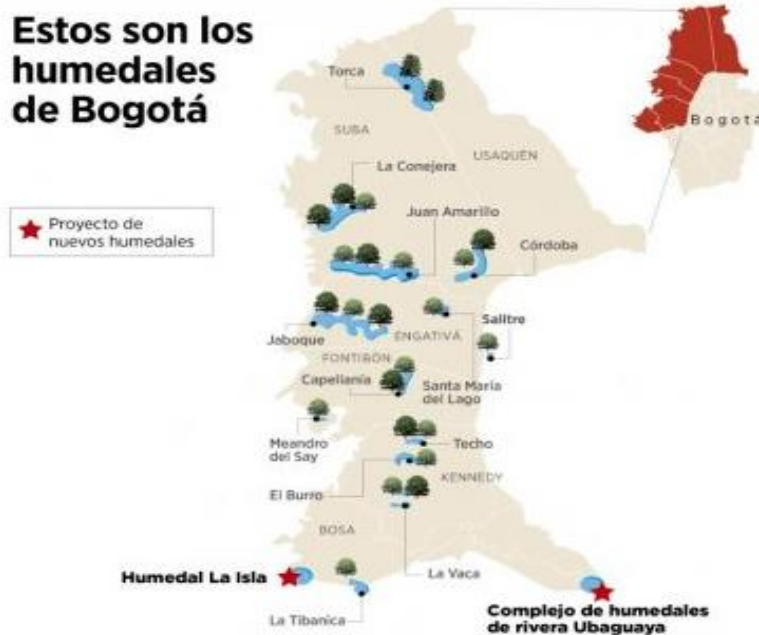 Estos son los
humedales
de Bogotá
Proyecto de
nuevos humedales
Bogotá
Torca
SUBA
USAQUÉN
La Conejera
Juan Amarillo
Córdoba
Jaboque
ENGATIVÁ
Salitre
FONTIBÓN
Capellanía
Santa María
del Lago
Meandro
del Say
Techo
KENNEDY
El Burro
BOSA
La Vaca
Humedal La Isla
La Tibanica
Complejo de humedales
de rivera Ubaguaya